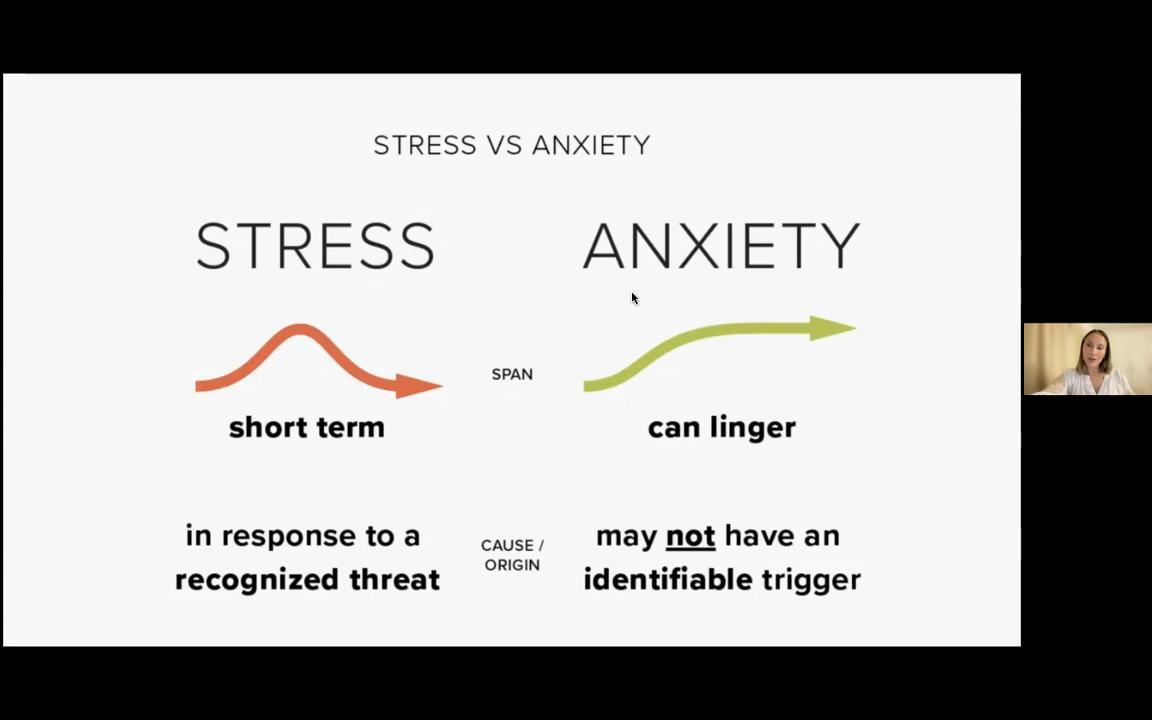 STRESS VS ANXIETY
STRESS
ANXIETY
SPAN
short term
can linger
in response to a
recognized threat
CAUSE /
ORIGIN
may not have an
identifiable trigger